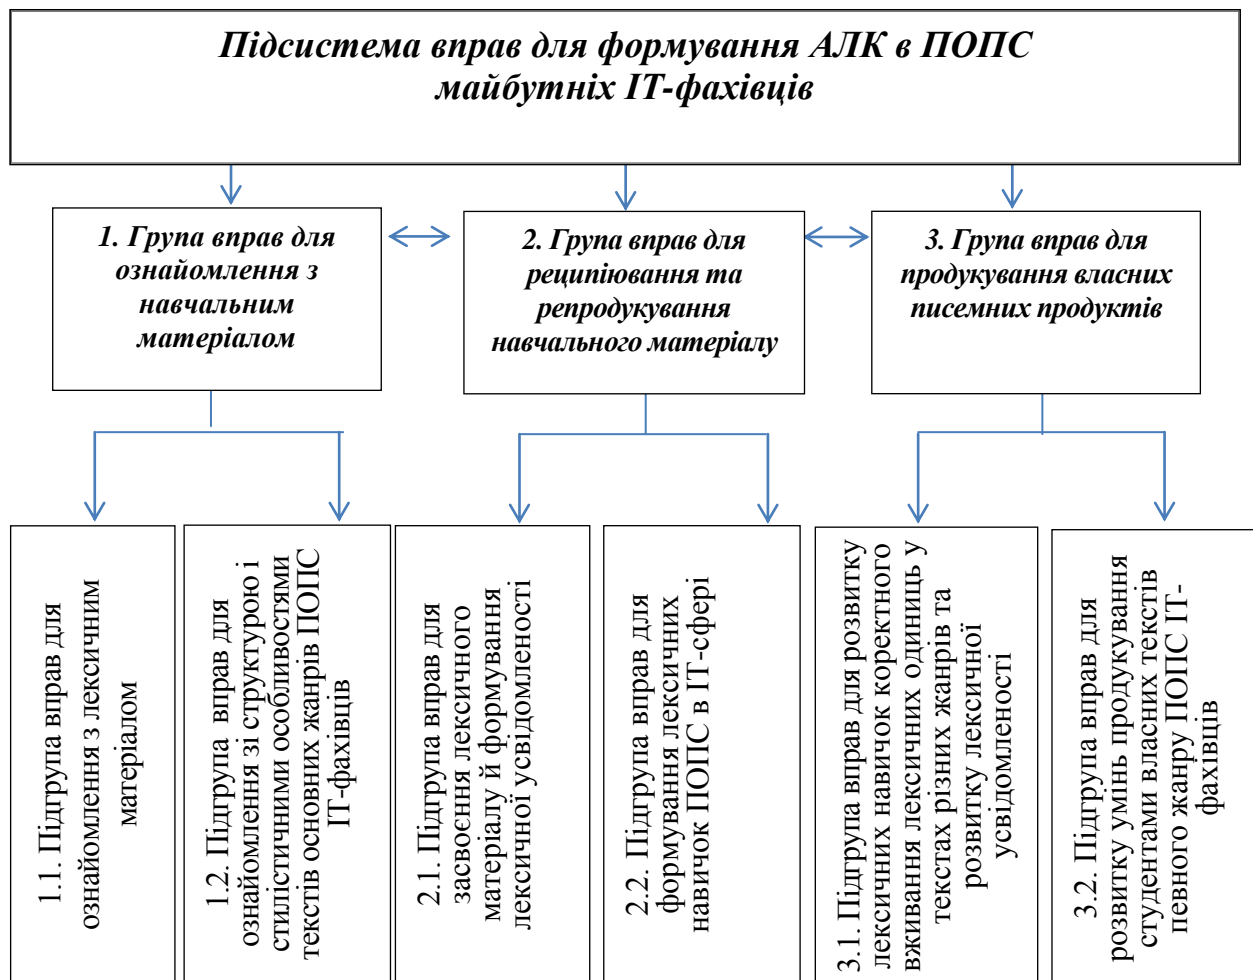 Підсистема вправ для формування АЛК в ПОПС
майбутніх ІТ-фахівців
1. Група вправ для
ознайомлення з
навчальним
матеріалом
2. Група вправ для
реципіювання та
репродукування
навчального матеріалу
3. Група вправ для
продукування власних
писемних продуктів
1.1. Підгрупа вправ для
ознайомлення з лексичним
матеріалом
1.2. Підгрупа вправ для
ознайомлення зі структурою і
стилістичними особливостями
текстів основних жанрів ПОПС
ІТ-фахівців
2.1. Підгрупа вправ для
засвоєння лексичного
матеріалу й формування
лексичної усвідомленості
2.2. Підгрупа вправ для
формування лексичних
навичок ПОПС в ІТ-сфері
3.1. Підгрупа вправ для розвитку
лексичних навичок коректного
вживання лексичних одиниць у
текстах різних жанрів та
розвитку лексичної
усвідомленості
3.2. Підгрупа вправ для
розвитку умінь продукування
студентами власних текстів
певного жанру ПОПС ІТ-
фахівців